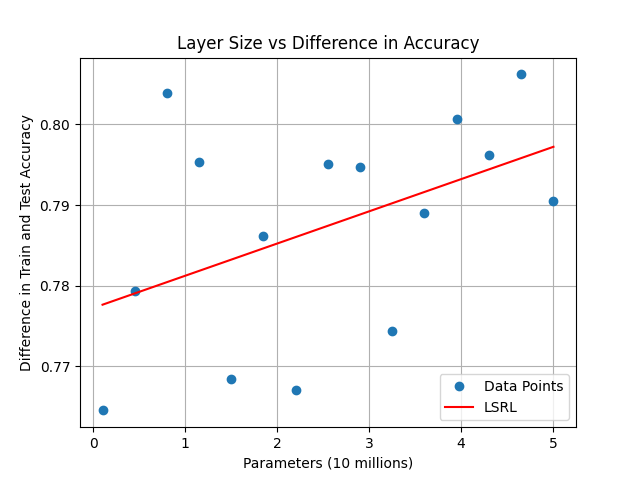 Layer Size vs Difference in Accuracy
Difference in Train and Test Accuracy
0.80
0.79
0.78
0.77
Data Points
LSRL
0 1 2 3 4 5
Parameters (10 millions)